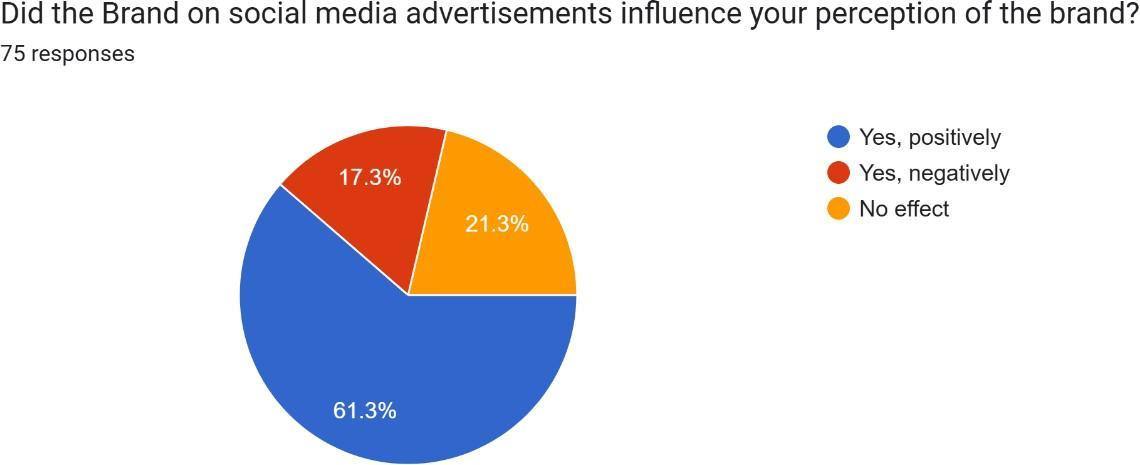 Did the Brand on social media advertisements influence your perception of the brand?
75 responses
Yes, positively
Yes, negatively
No effect
17.3%
21.3%
61.3%